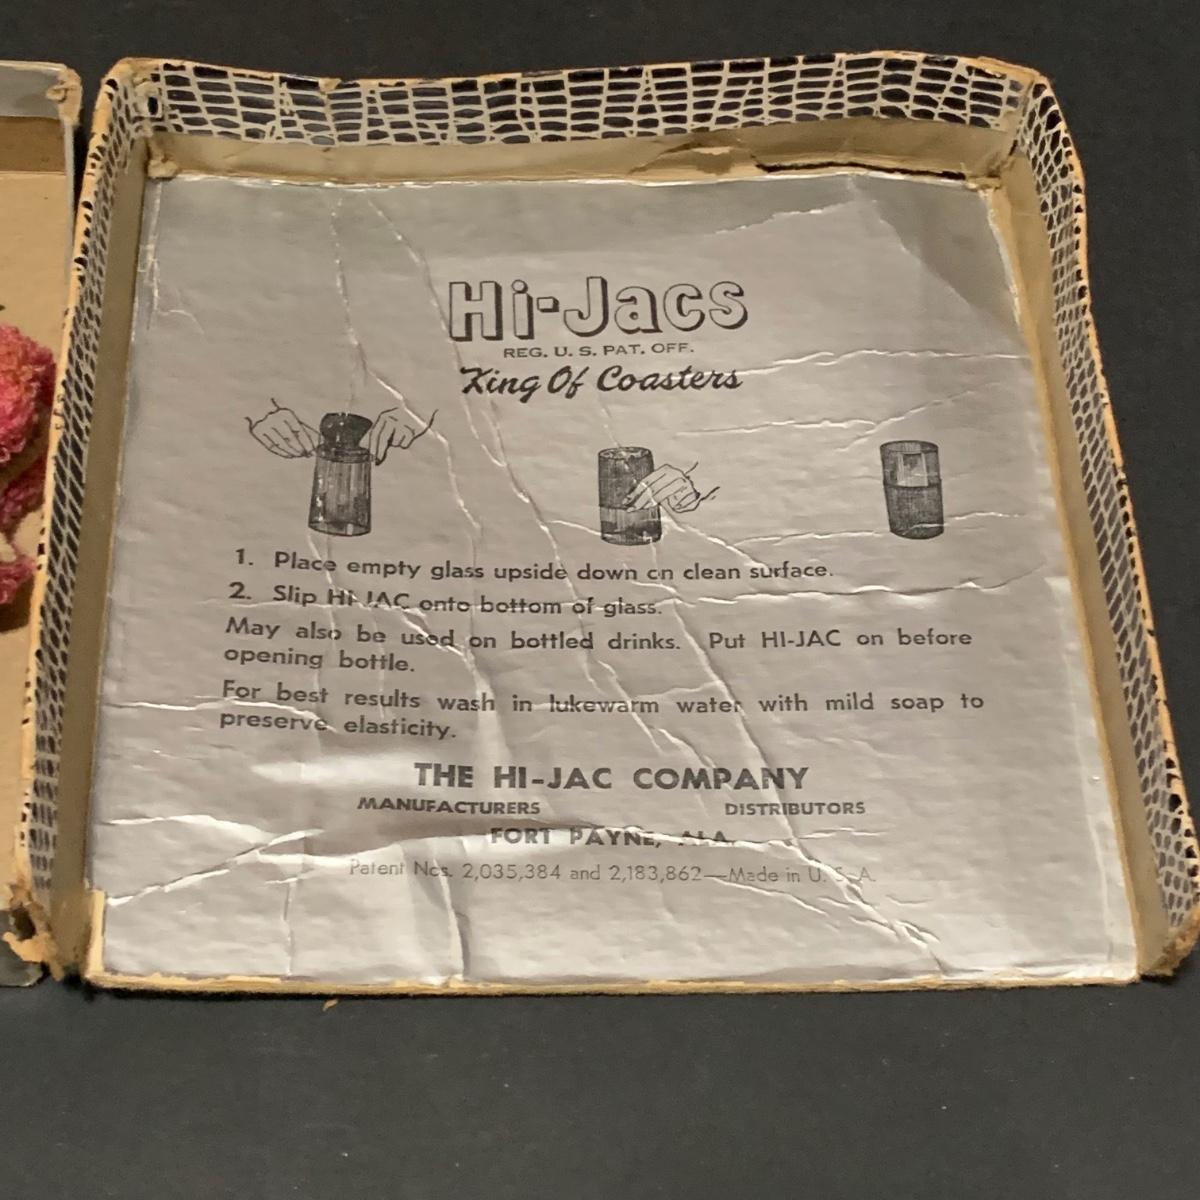 Hi-Jacs
REG. U. S. PAT. OFF.
King Of Coasters
1. Place empty glass upside down on clean surface.
2. Slip HI-JAC onto bottom of glass.
May also be used on bottled drinks. Put HI-JAC on before
opening bottle.
For best results wash in lukewarm water with mild soap to
preserve elasticity.
THE HI-JAC COMPANY
MANUFACTURERS DISTRIBUTORS
FORT PAYNE, ALA.
Patent Nos. 2,035,384 and 2,183,862—Made in U. S. A.